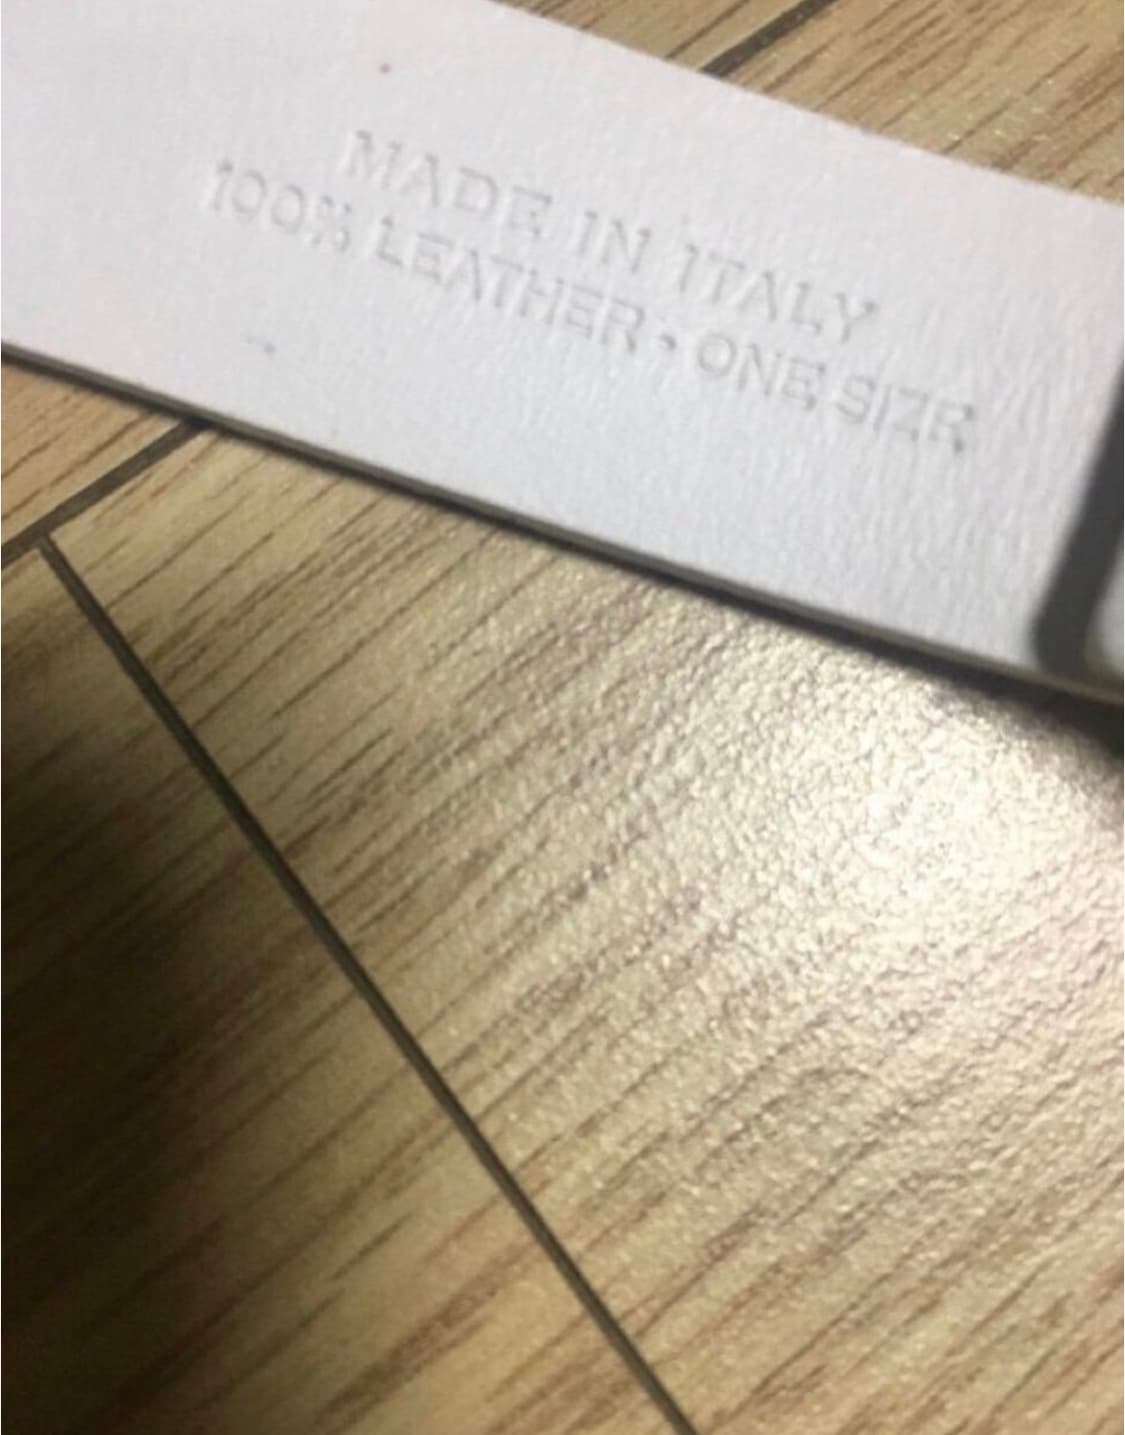 MADE IN ITALY
100% LEATHER • ONE SIZE